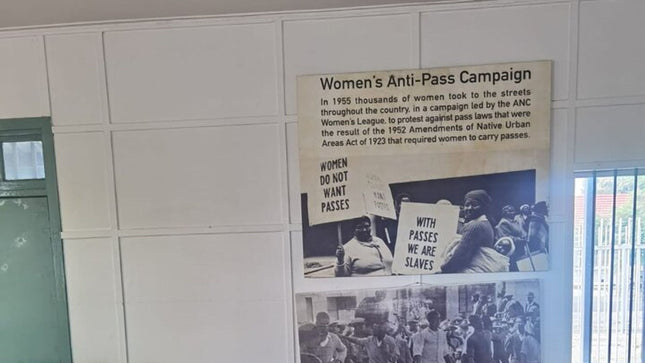 Women's Anti-Pass Campaign
In 1955 thousands of women took to the streets
throughout the country, in a campaign led by the ANC
Women's League, to protest against pass laws that were
the result of the 1952 Amendments of Native Urban
Areas Act of 1923 that required women to carry passes.
WOMEN
DO NOT
WANT
PASSES
WITH
PASSES
WE ARE
SLAVES